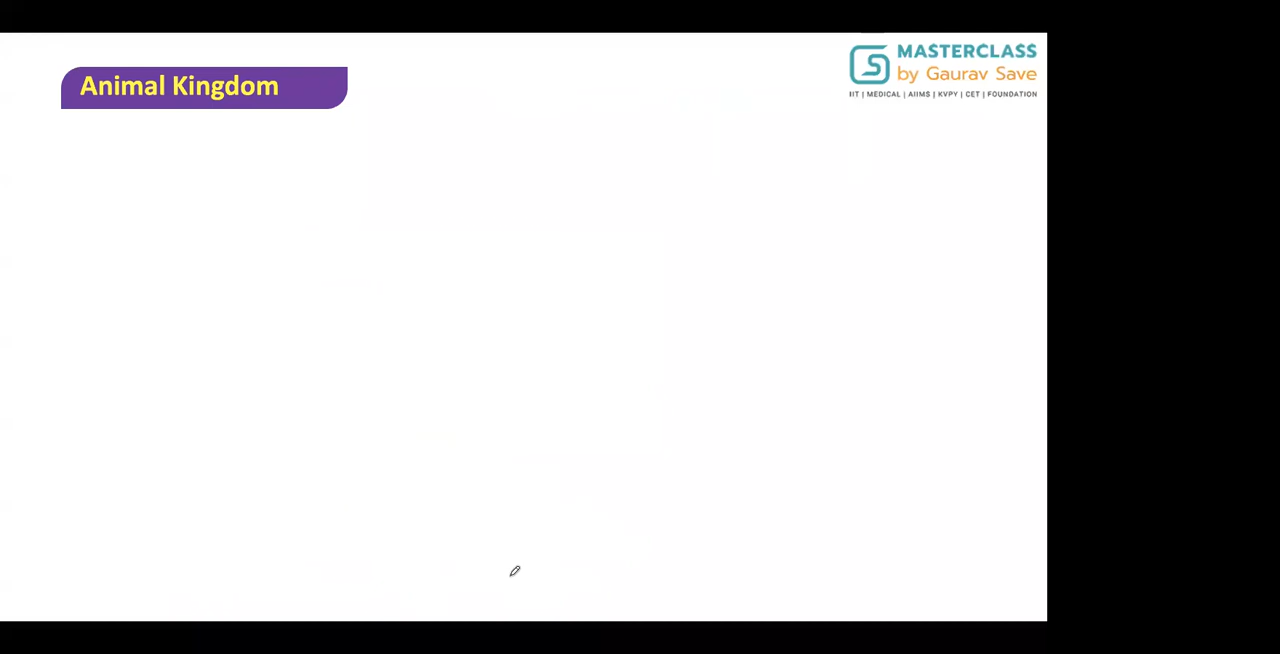 Animal Kingdom
MASTERCLASS
by Gaurav Save
IIT | MEDICAL | AIIMS | KVPY | CET | FOUNDATION